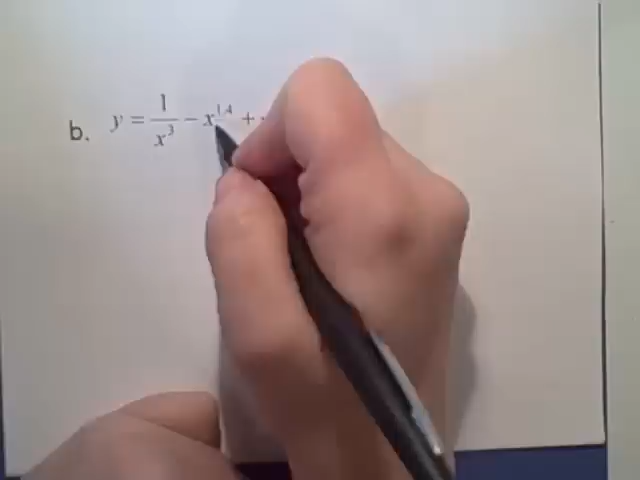 b. y = 1/x³ − x^1.4 +